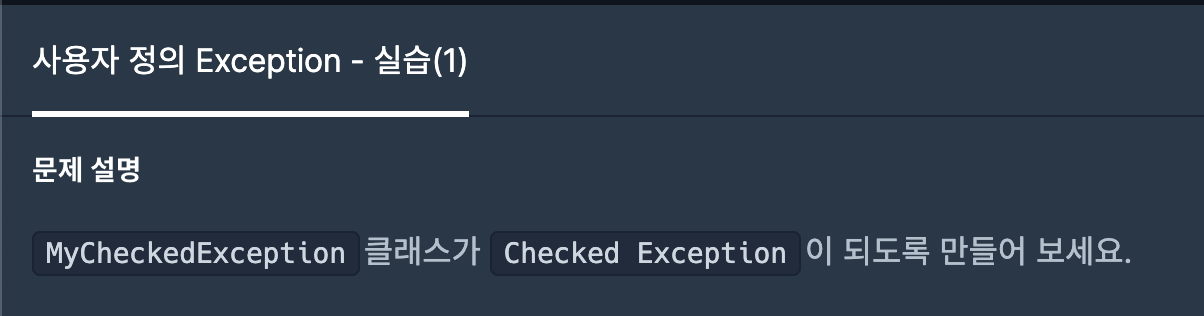 사용자 정의 Exception - 실습(1)
문제 설명
MyCheckedException 클래스가 Checked Exception 이 되도록 만들어 보세요.